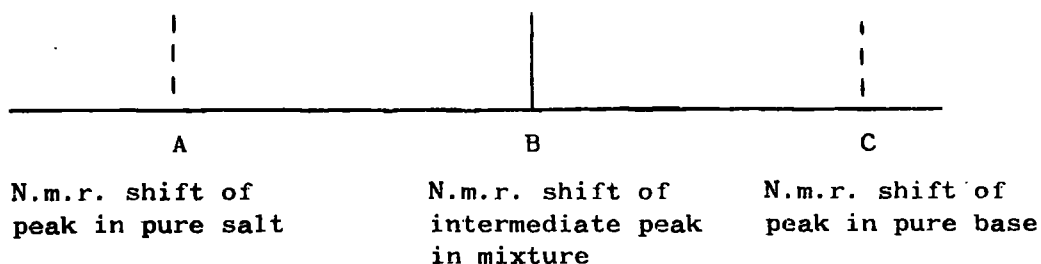 A B C
N.m.r. shift of N.m.r. shift of N.m.r. shift of
peak in pure salt intermediate peak peak in pure base
in mixture